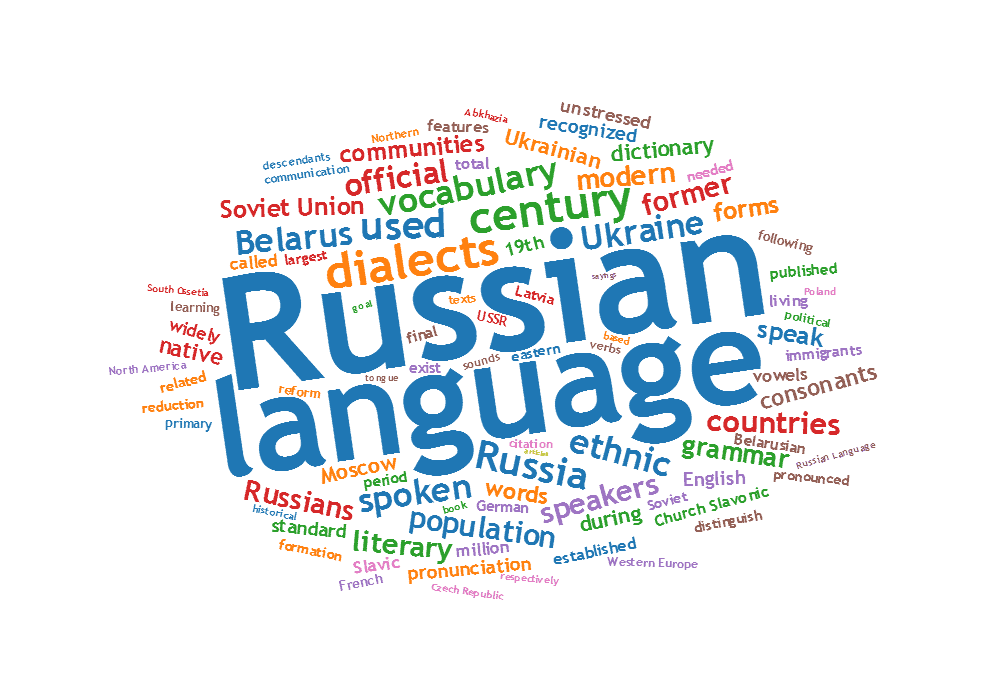 Abkhazia
unstressed
Northern
features
recognized
descendants
communities
Ukrainian
dictionary
communication
official
total
modern
needed
vocabulary
former
Soviet Union
used
century
forms
Belarus
Ukraine
called
largest
dialects
19th
following
South Ossetia
learning
Russian
sayings
published
Poland
goal
texts
Latvia
living
political
widely
USSR
final
based
speak
native
North America
exist
sounds
eastern
verbs
immigrants
related
tongue
language
vowels
consonants
reduction
reform
primary
countries
citation
articles
ethnic
grammar
Belarusian
Russian Language
Moscow
Russia
pronounced
period
English
Russians
spoken
words
speakers
historical
book
German
Soviet
Church Slavonic
standard
population
during
distinguish
literary
million
established
formation
Slavic
pronunciation
Western Europe
French
respectively
Czech Republic